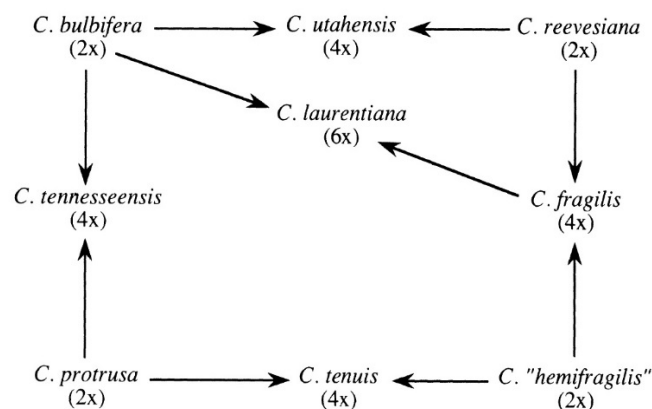 C. bulbifera
(2x)
C. utahensis
(4x)
C. reevesiana
(2x)
C. laurentiana
(6x)
C. tennesseensis
(4x)
C. fragilis
(4x)
C. protrusa
(2x)
C. tenuis
(4x)
C. "hemifragilis"
(2x)